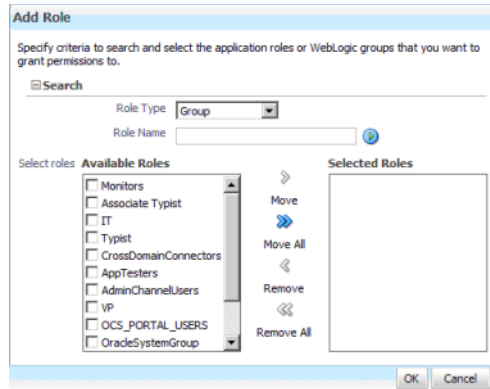 Add Role
Specify criteria to search and select the application roles or WebLogic groups that you want to
grant permissions to.
Search
Role Type Group
Role Name
Select roles Available Roles
Monitors
Associate Typist
IT
Typist
CrossDomainConnectors
AppTesters
AdminChannelUsers
VP
OCS_PORTAL_USERS
OracleSystemGroup
Move
Move All
Remove
Remove All
Selected Roles
OK Cancel